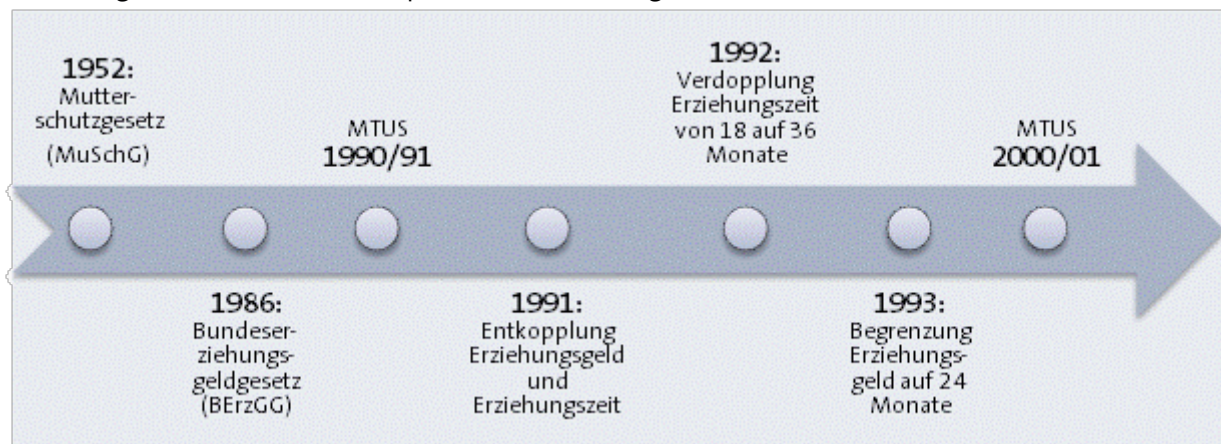 1952:
Mutter-
schutzgesetz
(MuSchG)
1986:
Bundeser-
ziehungs-
geldgesetz
(BErzGG)
MTUS
1990/91
1991:
Entkopplung
Erziehungsgeld
und
Erziehungszeit
1992:
Verdopplung
Erziehungszeit
von 18 auf 36
Monate
1993:
Begrenzung
Erziehungs-
geld auf 24
Monate
MTUS
2000/01